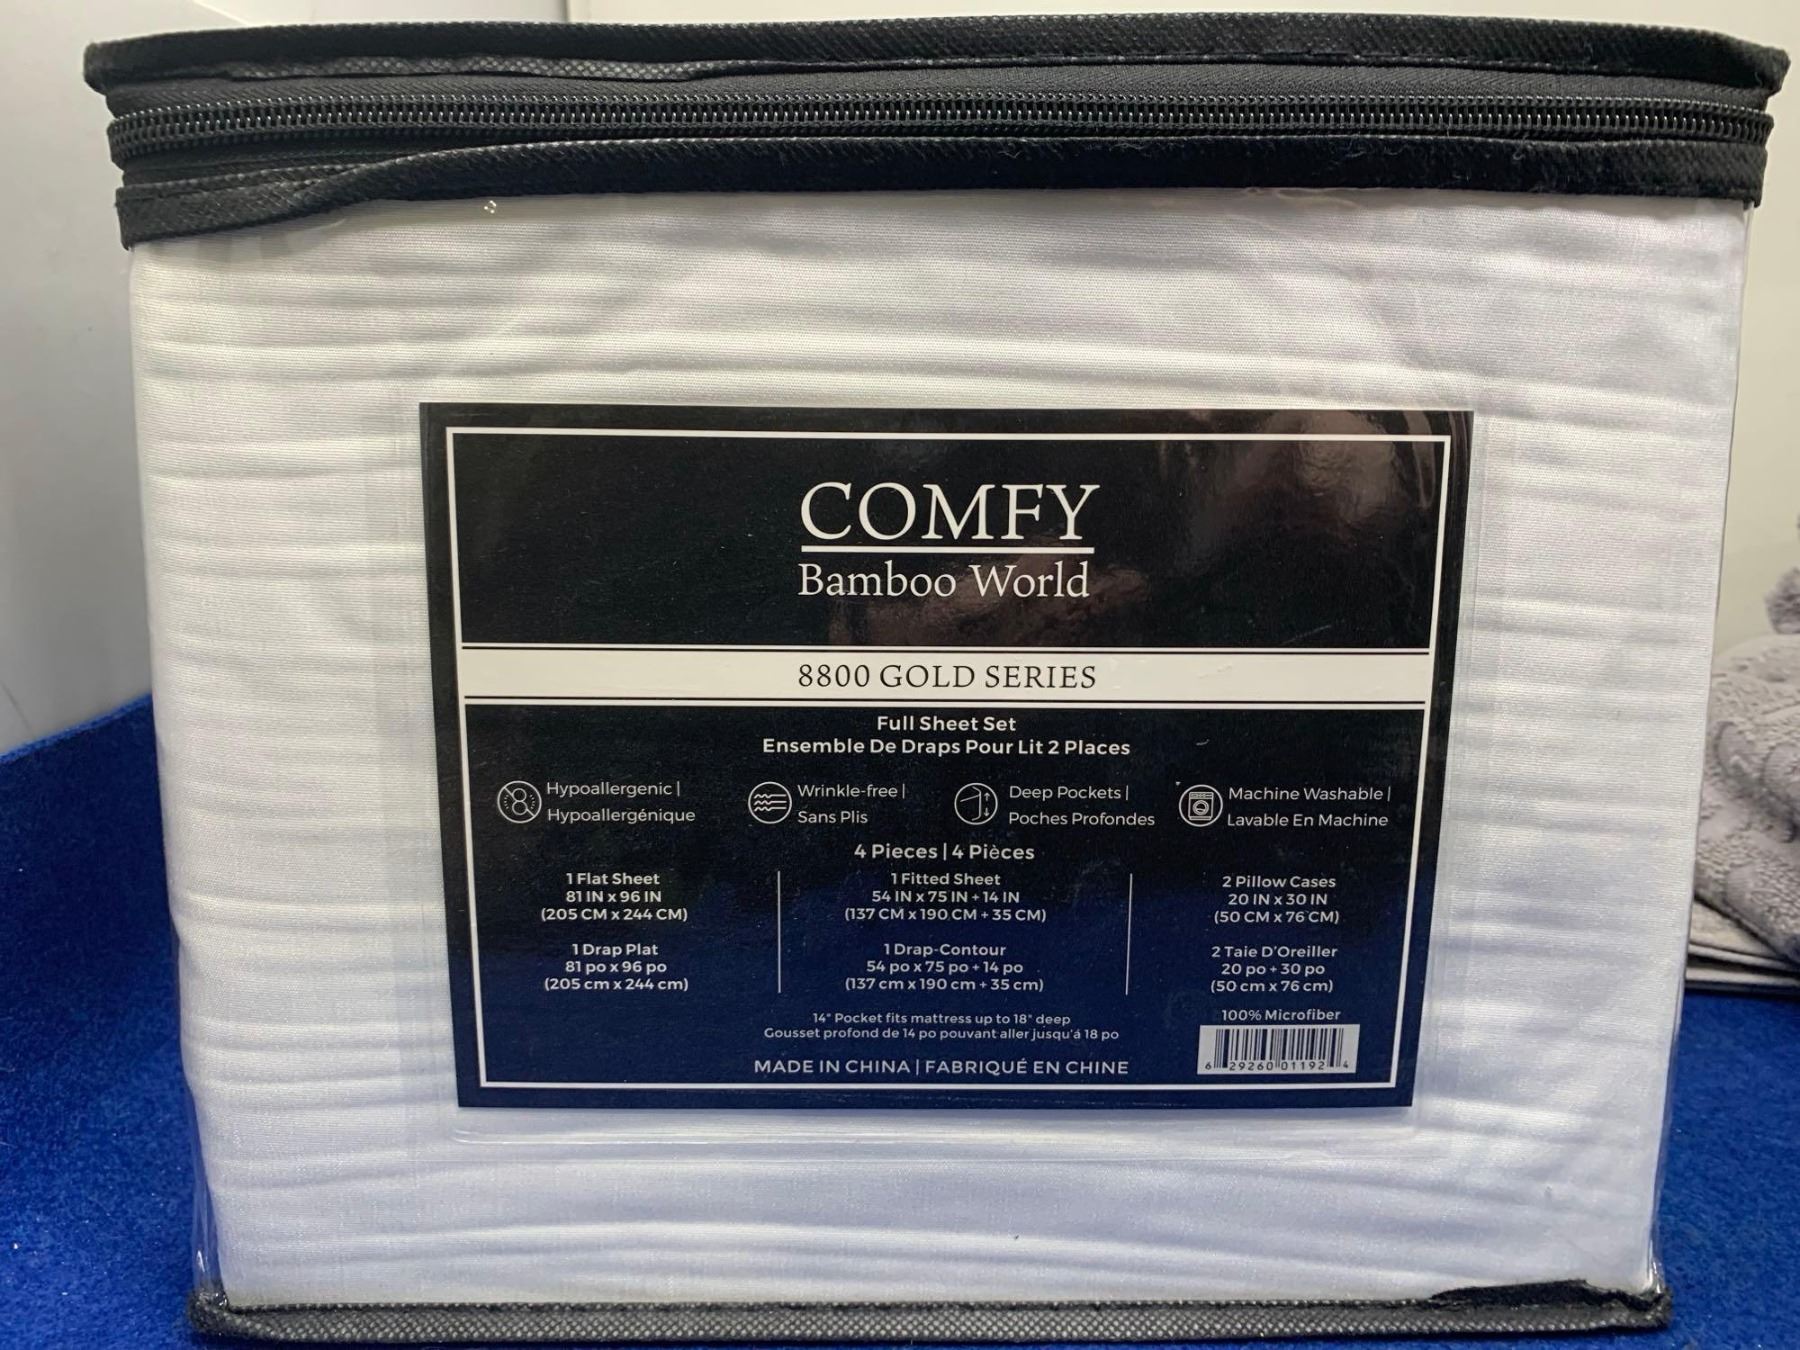 COMFY
Bamboo World
8800 GOLD SERIES
Full Sheet Set
Ensemble De Draps Pour Lit 2 Places
Hypoallergenic |
Hypoallergénique
Wrinkle-free |
Sans Plis
Deep Pockets |
Poches Profondes
Machine Washable |
Lavable En Machine
4 Pieces | 4 Pièces
1 Flat Sheet
81 IN x 96 IN
(205 CM x 244 CM)
1 Drap Plat
81 po x 96 po
(205 cm x 244 cm)
1 Fitted Sheet
54 IN x 75 IN + 14 IN
(137 CM x 190 CM + 35 CM)
1 Drap-Contour
54 po x 75 po + 14 po
(137 cm x 190 cm + 35 cm)
2 Pillow Cases
20 IN x 30 IN
(50 CM x 76 CM)
2 Taie D'Oreiller
20 po + 30 po
(50 cm x 76 cm)
14" Pocket fits mattress up to 18" deep
Gousset profond de 14 po pouvant aller jusqu'á 18 po
MADE IN CHINA | FABRIQUÉ EN CHINE
100% Microfiber
6 29260 01192 4